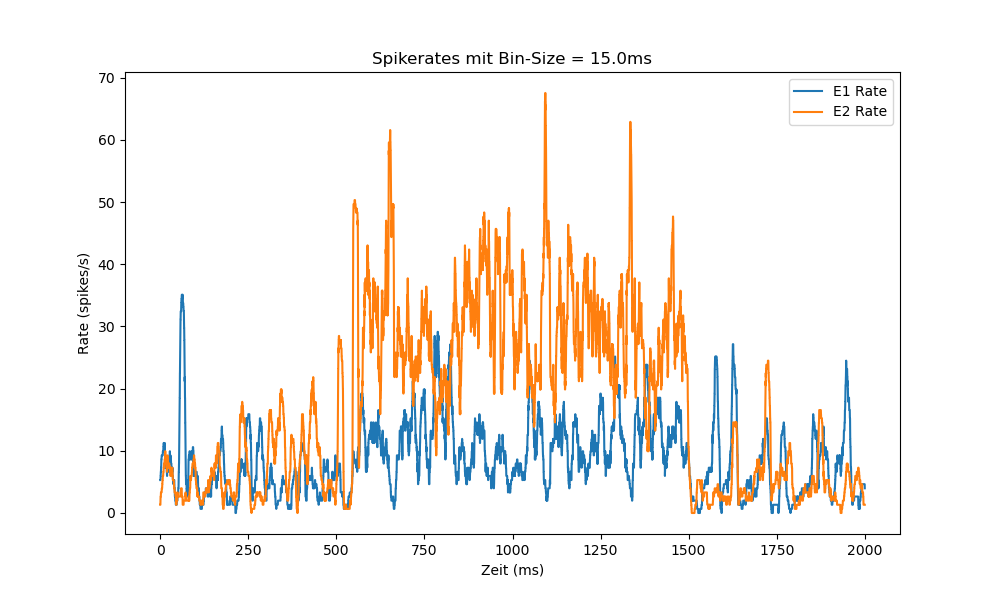 Spikerates mit Bin-Size = 15.0ms
E1 Rate
E2 Rate
Rate (spikes/s)
70
60
50
40
30
20
10
0
0 250 500 750 1000 1250 1500 1750 2000
Zeit (ms)